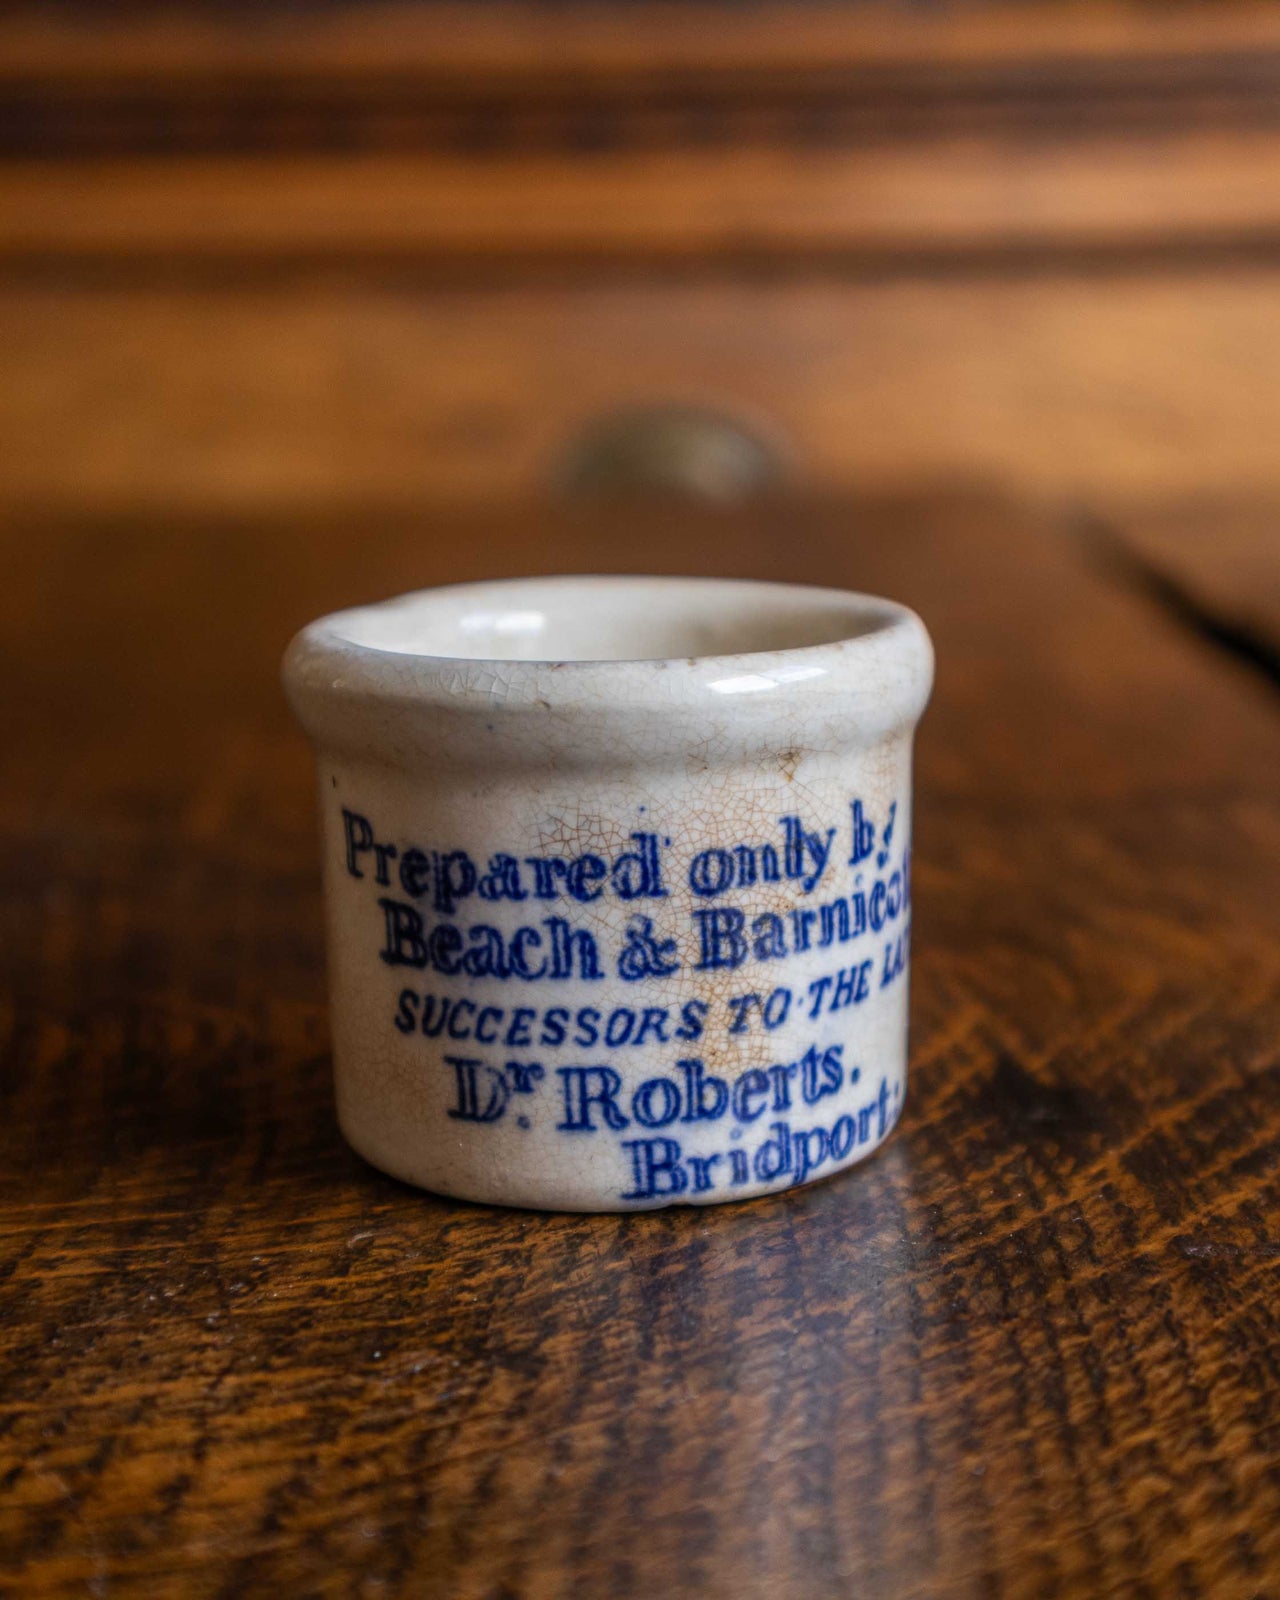 Prepared only by
Beach & Barnico
SUCCESSORS TO THE LA
Dr. Roberts.
Bridport.